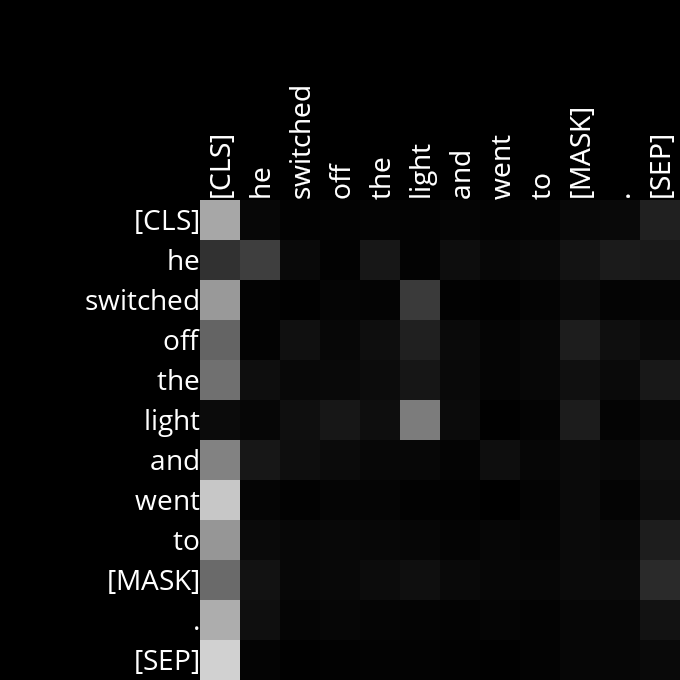 [CLS] he switched off the light and went to [MASK] . [SEP]
[CLS]
he
switched
off
the
light
and
went
to
[MASK]
.
[SEP]